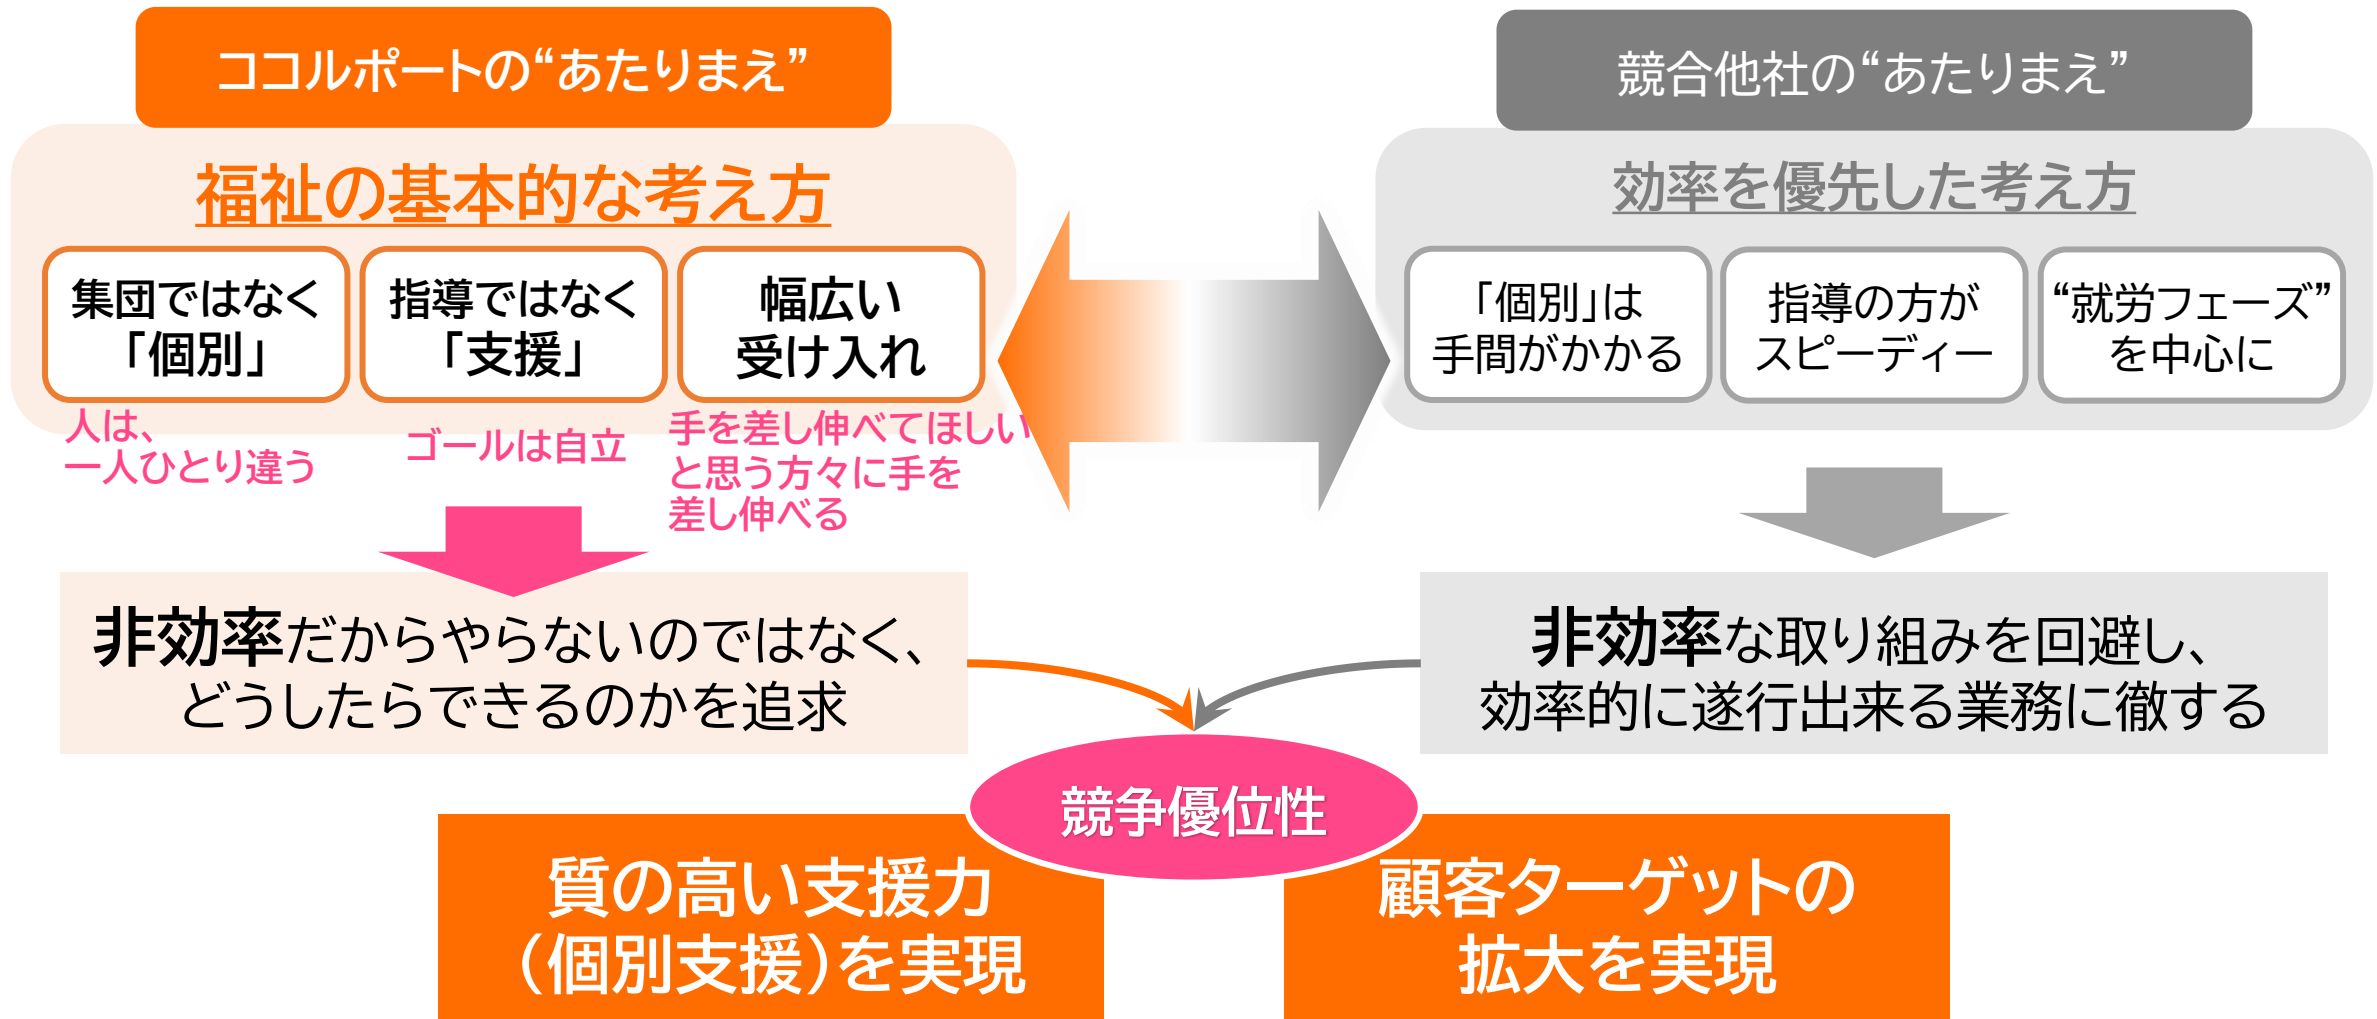 ココルポートの“あたりまえ”
福祉の基本的な考え方
集団ではなく
「個別」
指導ではなく
「支援」
幅広い
受け入れ
人は、
一人ひとり違う
ゴールは自立
手を差し伸べてほしい
と思う方々に手を
差し伸べる
非効率だからやらないのではなく、
どうしたらできるのかを追求
競合他社の“あたりまえ”
効率を優先した考え方
「個別」は
手間がかかる
指導の方が
スピーディー
“就労フェーズ”
を中心に
非効率な取り組みを回避し、
効率的に遂行出来る業務に徹する
競争優位性
質の高い支援力
（個別支援）を実現
顧客ターゲットの
拡大を実現